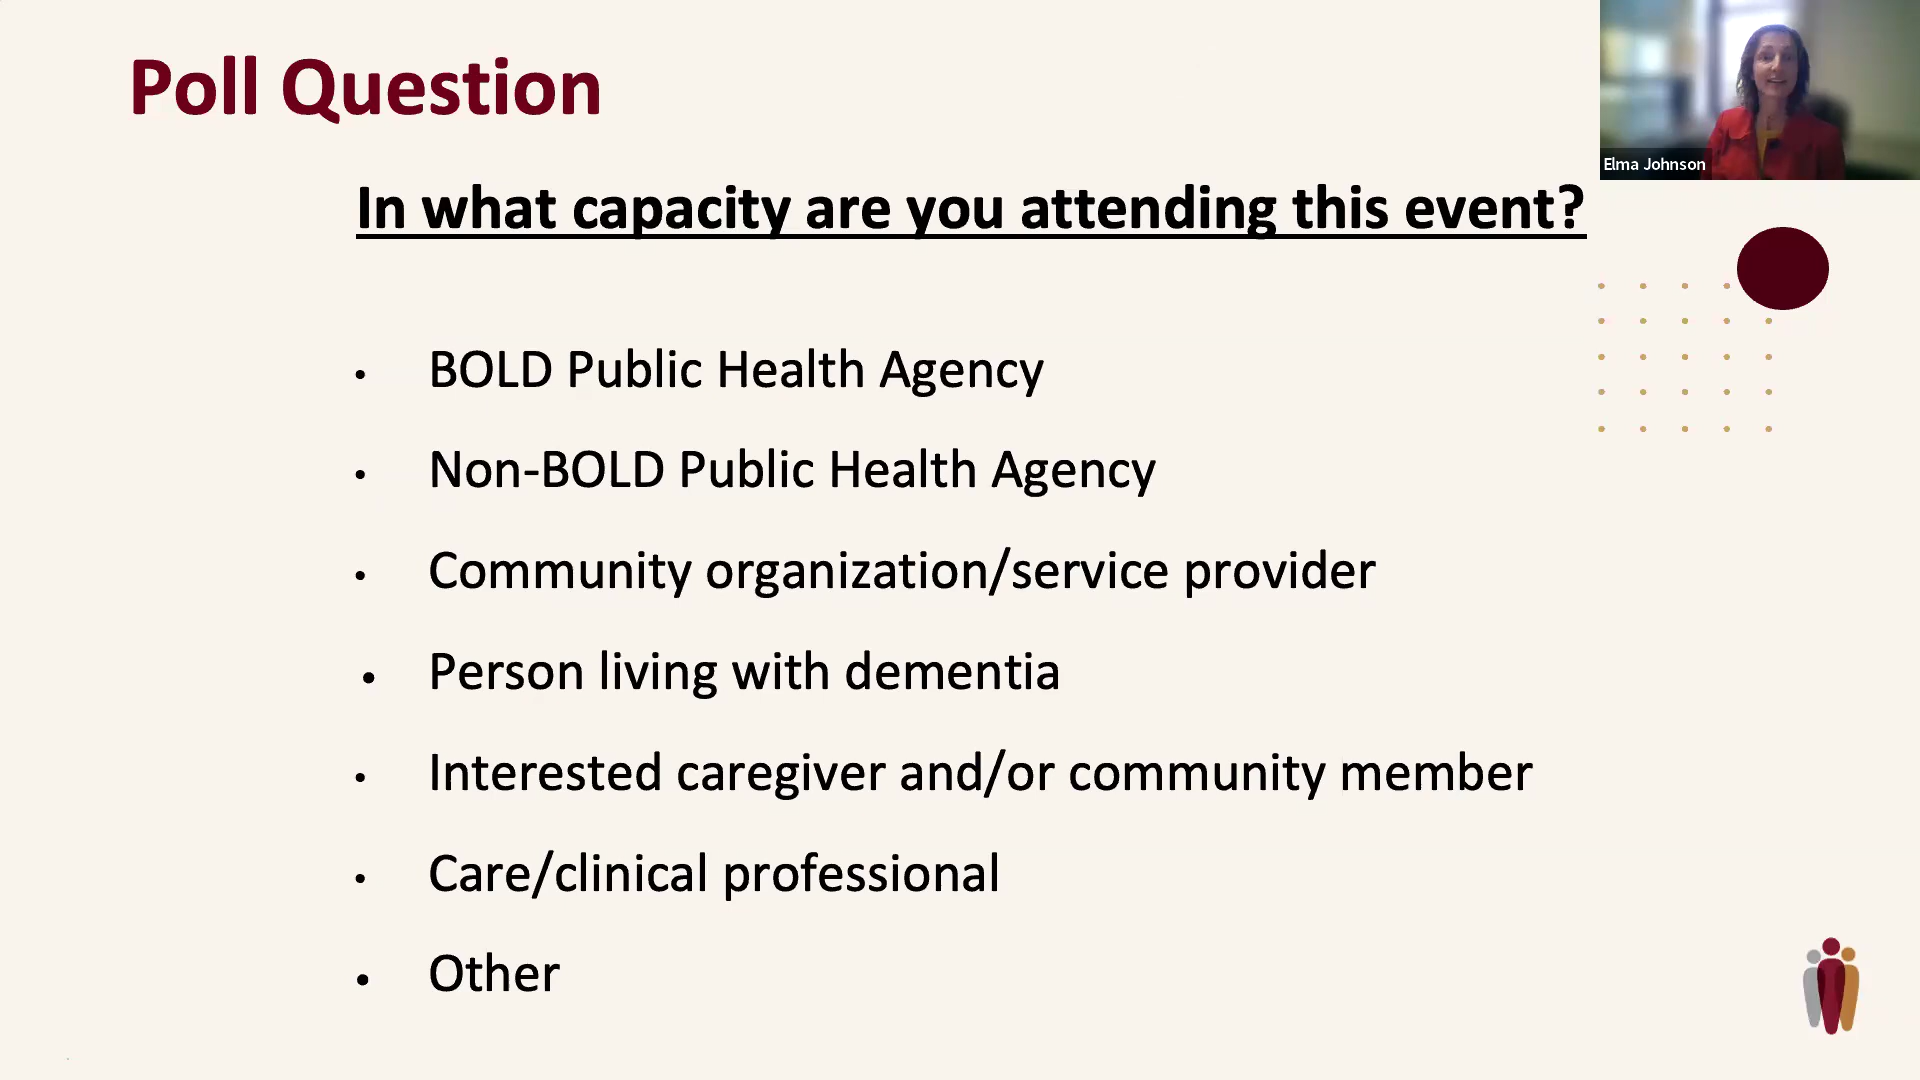 Poll Question
Elma Johnson
In what capacity are you attending this event?
• BOLD Public Health Agency
• Non-BOLD Public Health Agency
• Community organization/service provider
• Person living with dementia
• Interested caregiver and/or community member
• Care/clinical professional
• Other